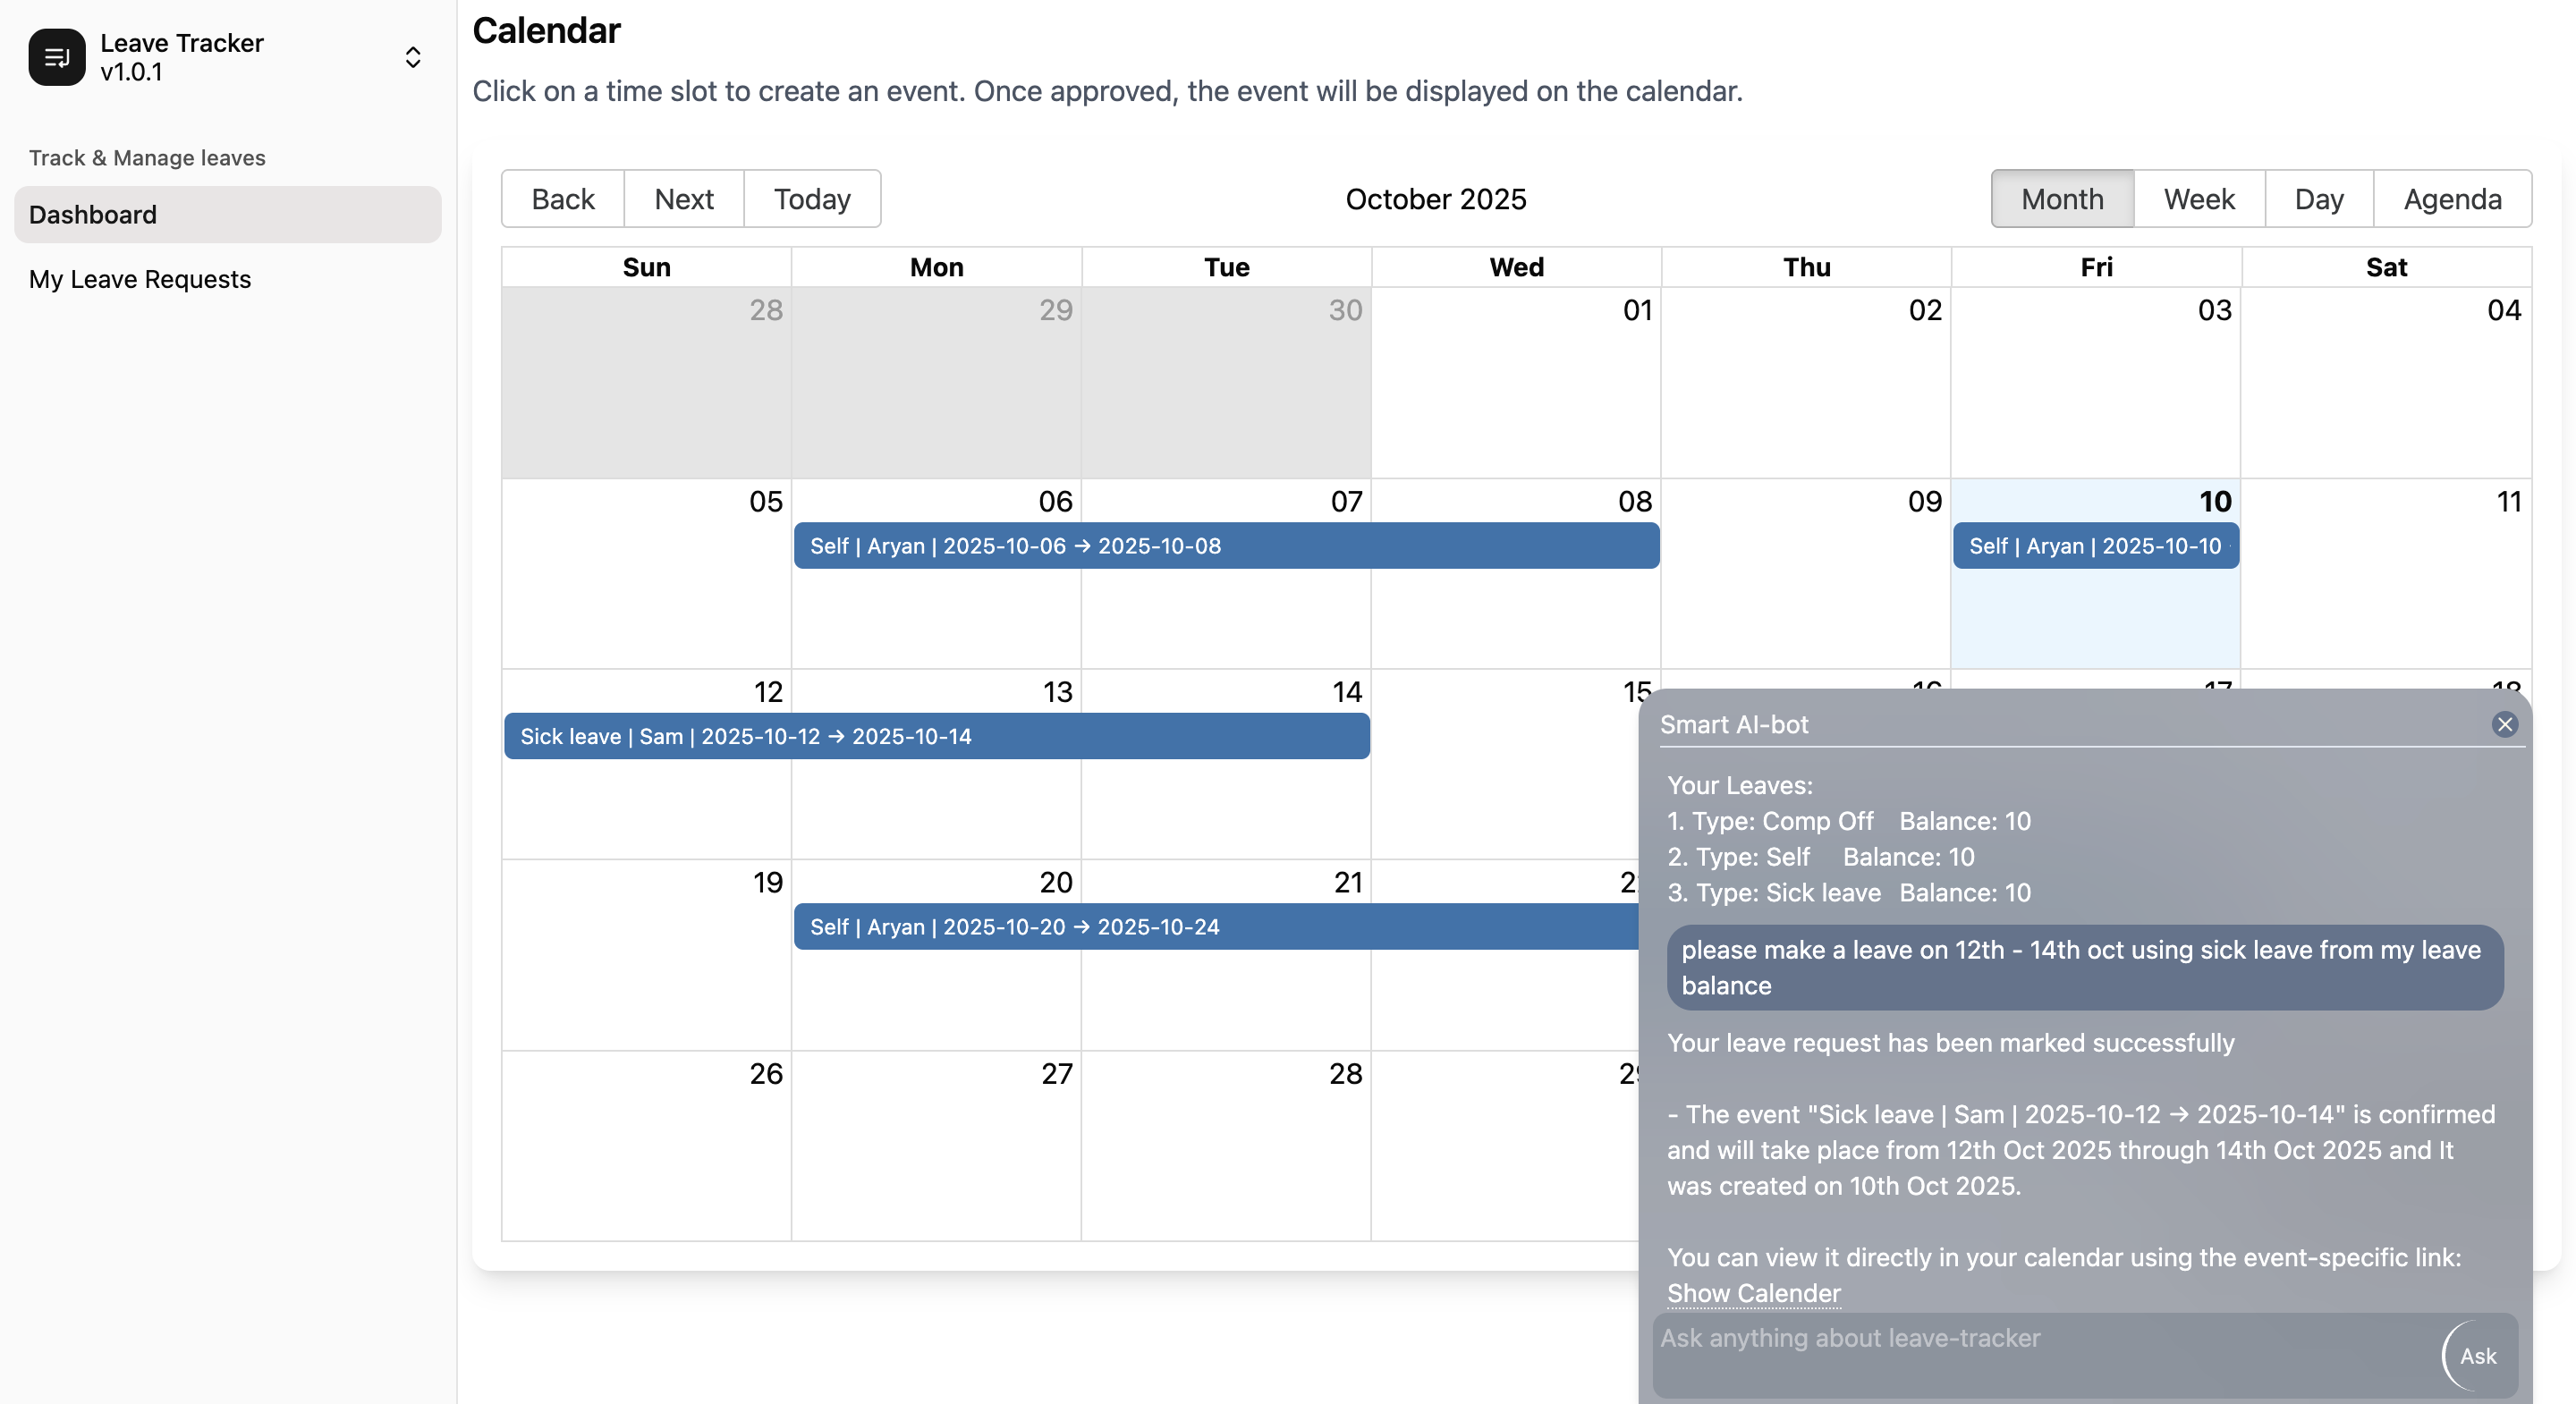 Leave Tracker
v1.0.1
Track & Manage leaves
Dashboard
My Leave Requests
Calendar
Click on a time slot to create an event. Once approved, the event will be displayed on the calendar.
Back Next Today
October 2025
Month Week Day Agenda
Sun Mon Tue Wed Thu Fri Sat
28 29 30 01 02 03 04
05 06 07 08 09 10 11
Self | Aryan | 2025-10-06 → 2025-10-08
Self | Aryan | 2025-10-10
12 13 14 15 16 17 18
Sick leave | Sam | 2025-10-12 → 2025-10-14
19 20 21
Self | Aryan | 2025-10-20 → 2025-10-24
26 27 28
Smart AI-bot
Your Leaves:
1. Type: Comp Off Balance: 10
2. Type: Self Balance: 10
3. Type: Sick leave Balance: 10
please make a leave on 12th - 14th oct using sick leave from my leave
balance
Your leave request has been marked successfully
- The event "Sick leave | Sam | 2025-10-12 → 2025-10-14" is confirmed
and will take place from 12th Oct 2025 through 14th Oct 2025 and It
was created on 10th Oct 2025.
You can view it directly in your calendar using the event-specific link:
Show Calender
Ask anything about leave-tracker
Ask